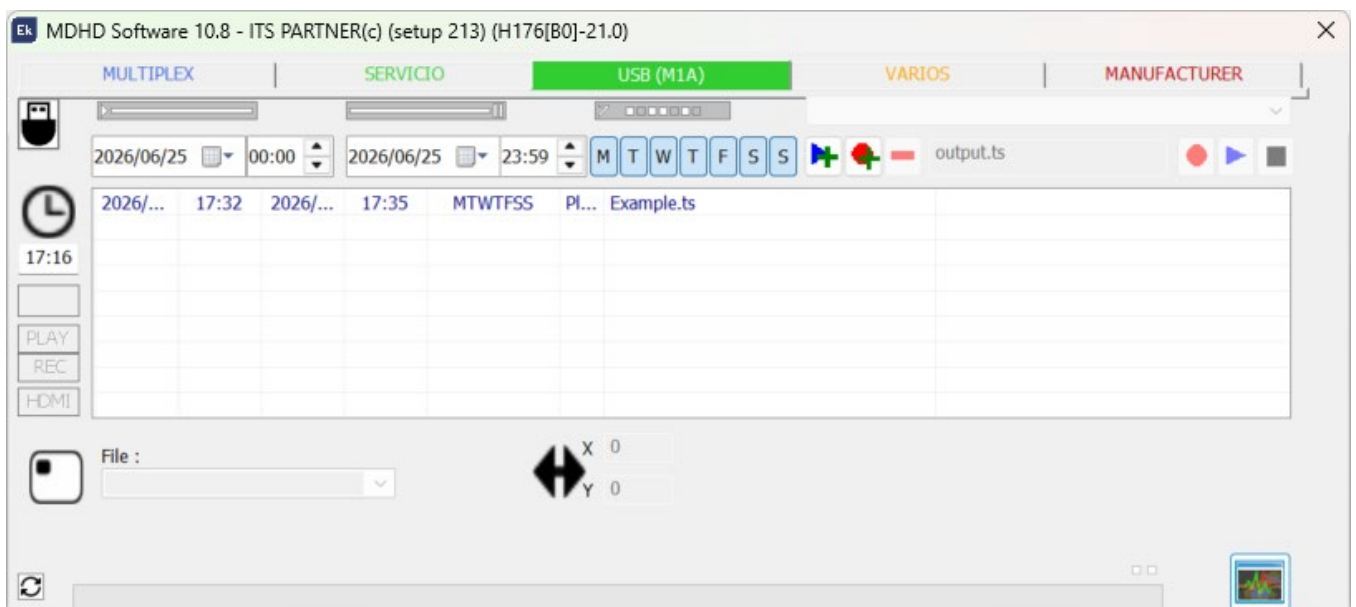 Ek MDHD Software 10.8 - ITS PARTNER(c) (setup 213) (H176[B0]-21.0)
MULTIPLEX SERVICIO USB (M1A) VARIOS MANUFACTURER
2026/06/25 00:00 2026/06/25 23:59 M T W T F S S output.ts
2026/... 17:32 2026/... 17:35 MTWTFSS Pl... Example.ts
17:16
PLAY
REC
HDMI
File :
X 0
Y 0